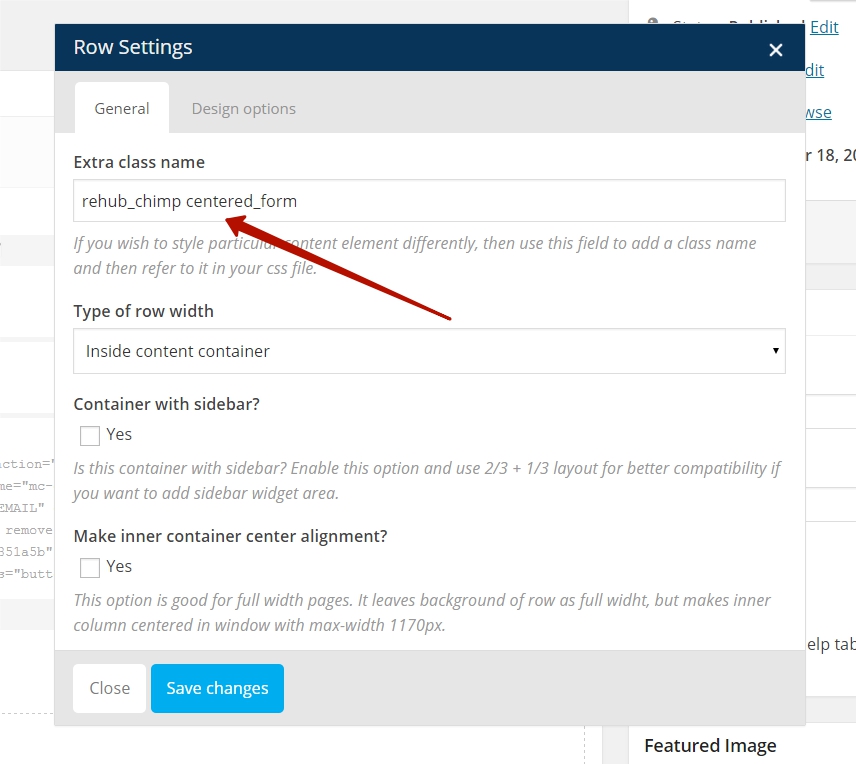 Edit
Row Settings
dit
General
Design options
wse
Extra class name
r 18, 20
rehub_chimp centered_form
If you wish to style particular content element differently, then use this field to add a class name
and then refer to it in your css file.
Type of row width
Inside content container
Container with sidebar?
Yes
Is this container with sidebar? Enable this option and use 2/3 + 1/3 layout for better compatibility if
you want to add sidebar widget area.
ction="
me="mc-
EMAIL"
remove
851a5b"
s="butt
Make inner container center alignment?
Yes
This option is good for full width pages. It leaves background of row as full widht, but makes inner
column centered in window with max-width 1170px.
elp tab
Close
Save changes
Featured Image